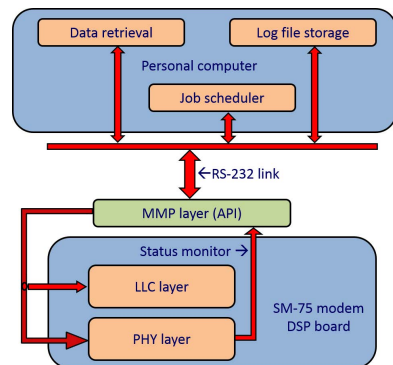 Data retrieval
Log file storage
Personal computer
Job scheduler
←RS-232 link
MMP layer (API)
Status monitor →
LLC layer
SM-75 modem
DSP board
PHY layer